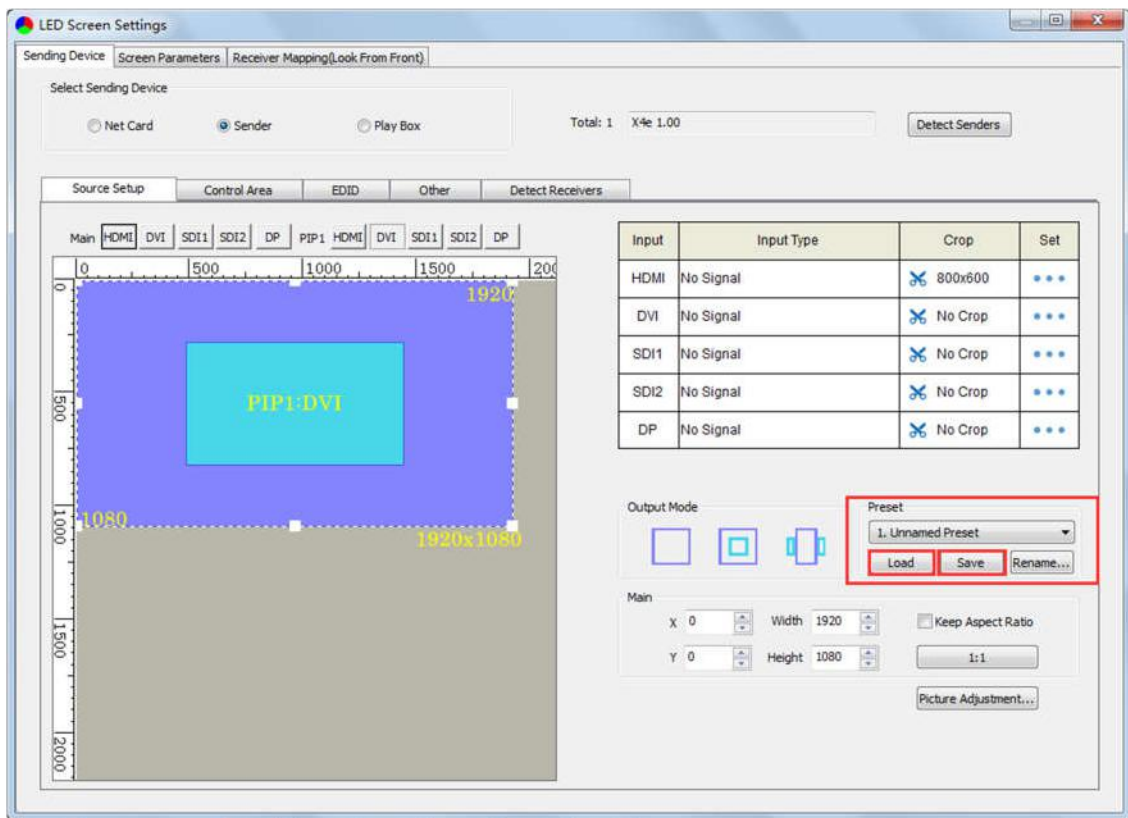 LED Screen Settings
Sending Device Screen Parameters Receiver Mapping(Look From Front)
Select Sending Device
Net Card Sender Play Box
Total: 1 X4e 1.00 Detect Senders
Source Setup Control Area EDID Other Detect Receivers
Main HDMI DVI SDI1 SDI2 DP PIP1 HDMI DVI SDI1 SDI2 DP
0 500 1000 1500 200
0
500
1000
1500
2000
1920
PIP1:DVI
1080
1920x1080
Input Input Type Crop Set
HDMI No Signal 800x600
DVI No Signal No Crop
SDI1 No Signal No Crop
SDI2 No Signal No Crop
DP No Signal No Crop
Output Mode
Preset
1. Unnamed Preset
Load Save Rename...
Main
X 0 Width 1920 Keep Aspect Ratio
Y 0 Height 1080 1:1
Picture Adjustment...